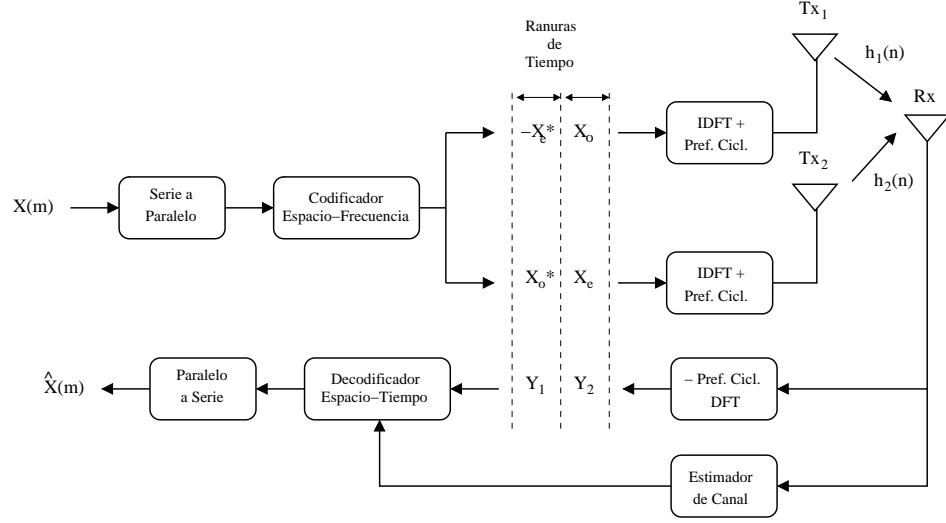 Tx1
Ranuras
de
Tiempo
h1(n)
Rx
−Xe*
Xo
IDFT +
Pref. Cicl.
Tx2
h2(n)
X(m)
Serie a
Paralelo
Codificador
Espacio−Frecuencia
Xo*
Xe
IDFT +
Pref. Cicl.
X̂(m)
Paralelo
a Serie
Decodificador
Espacio−Tiempo
Y1
Y2
− Pref. Cicl.
DFT
Estimador
de Canal